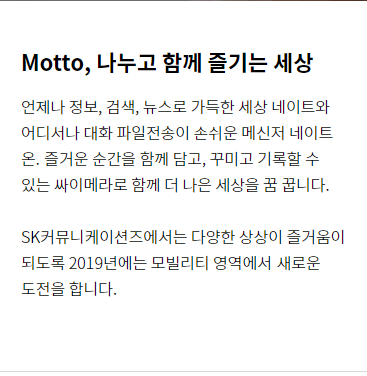 Motto, 나누고 함께 즐기는 세상
언제나 정보, 검색, 뉴스로 가득한 세상 네이트와
어디서나 대화 파일전송이 손쉬운 메신저 네이트
온. 즐거운 순간을 함께 담고, 꾸미고 기록할 수
있는 싸이메라로 함께 더 나은 세상을 꿈 꿉니다.
SK커뮤니케이션즈에서는 다양한 상상이 즐거움이
되도록 2019년에는 모빌리티 영역에서 새로운
도전을 합니다.